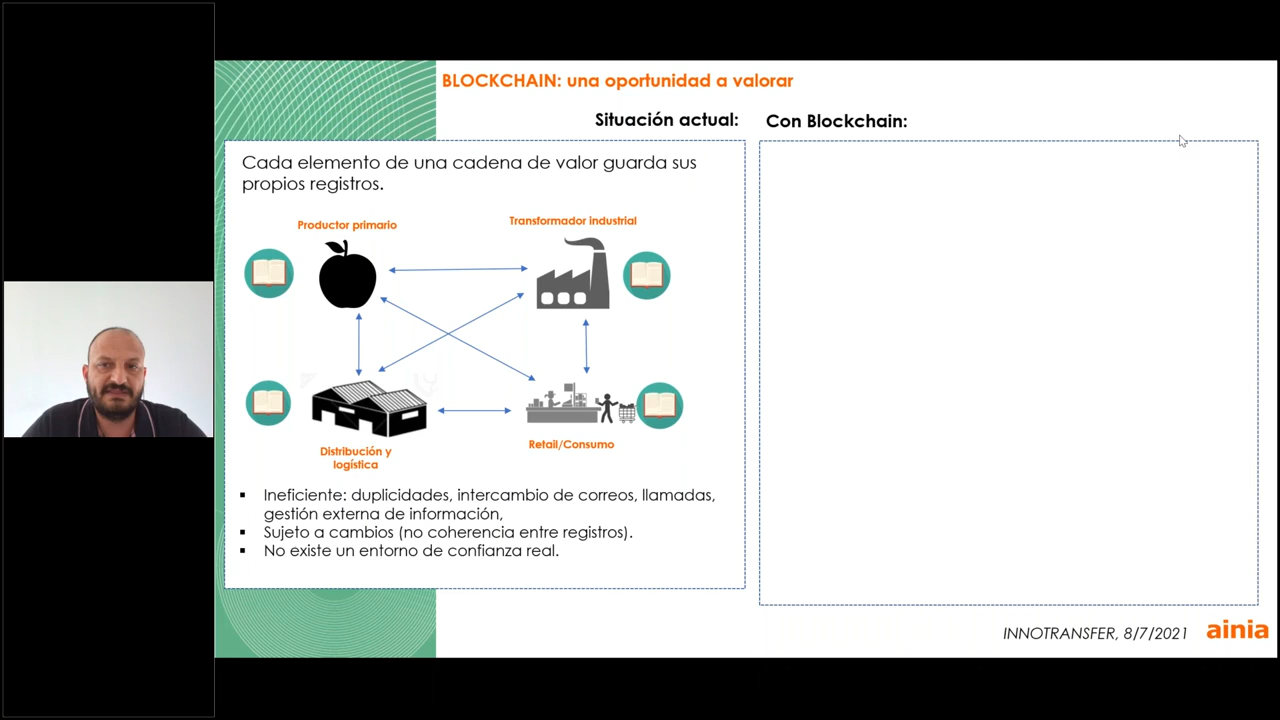 BLOCKCHAIN: una oportunidad a valorar
Situación actual:
Con Blockchain:
Cada elemento de una cadena de valor guarda sus
propios registros.
Productor primario
Transformador industrial
Distribución y
logística
Retail/Consumo
▪ Ineficiente: duplicidades, intercambio de correos, llamadas,
gestión externa de información,
▪ Sujeto a cambios (no coherencia entre registros).
▪ No existe un entorno de confianza real.
INNOTRANSFER, 8/7/2021
ainia